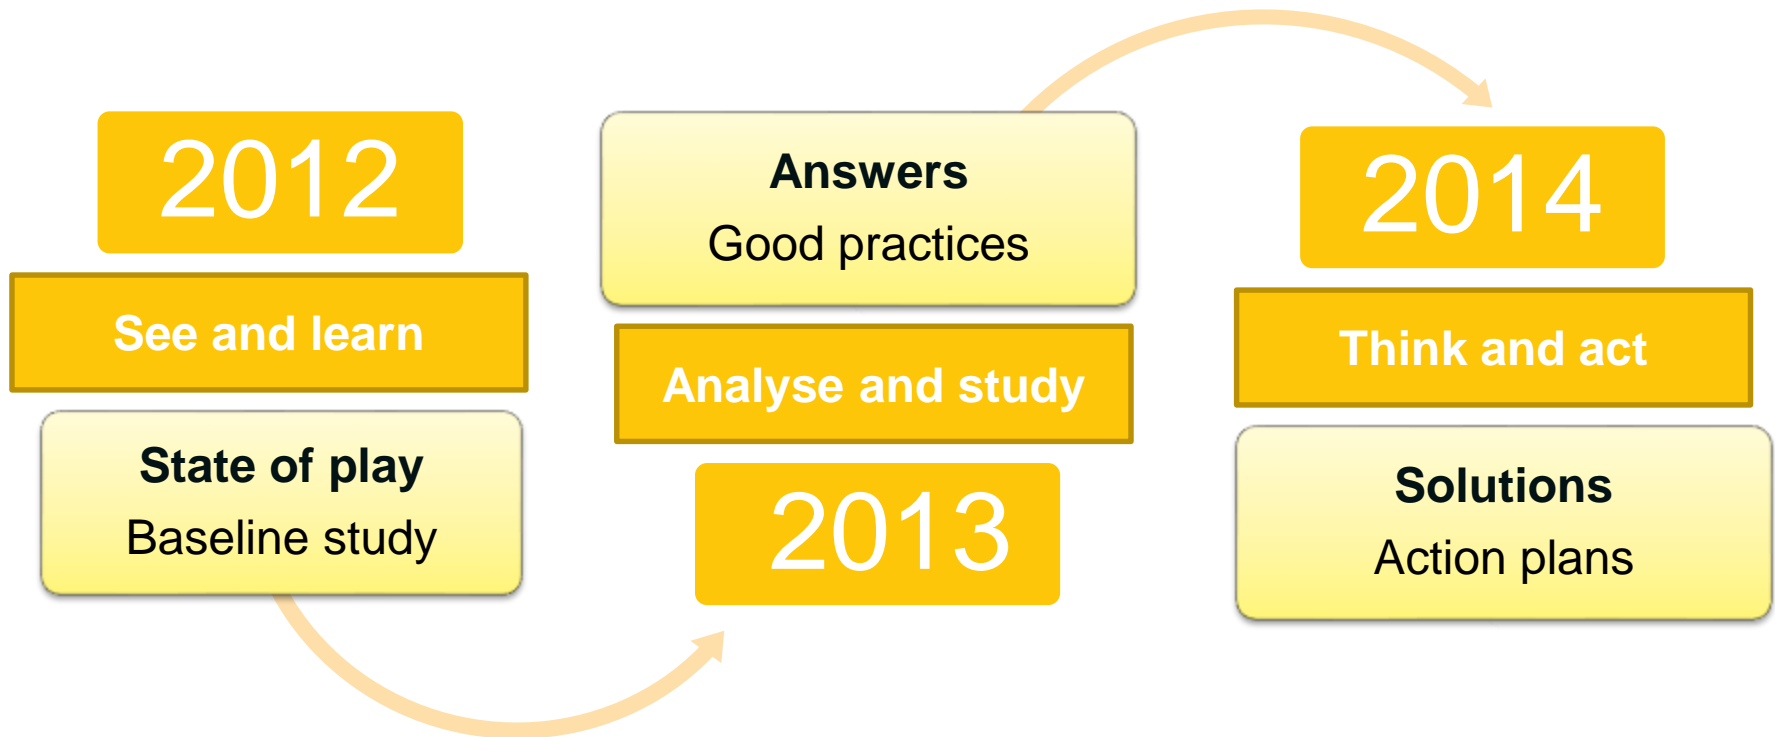 2012
See and learn
State of play
Baseline study
Answers
Good practices
Analyse and study
2013
2014
Think and act
Solutions
Action plans